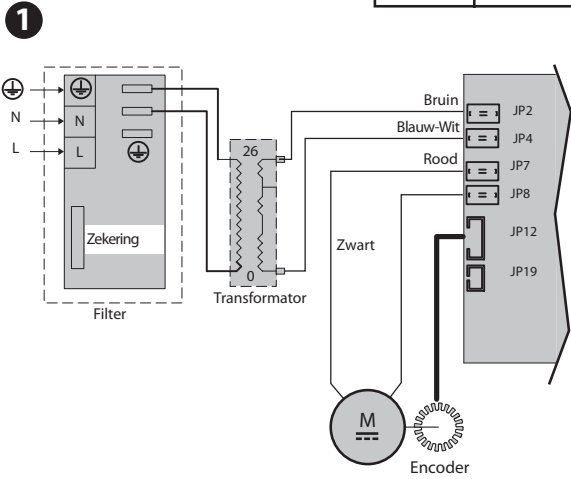 1
N
L
N
L
Zekering
Filter
26
0
Transformator
Bruin
Blauw-Wit
Rood
Zwart
JP2
JP4
JP7
JP8
JP12
JP19
M
Encoder